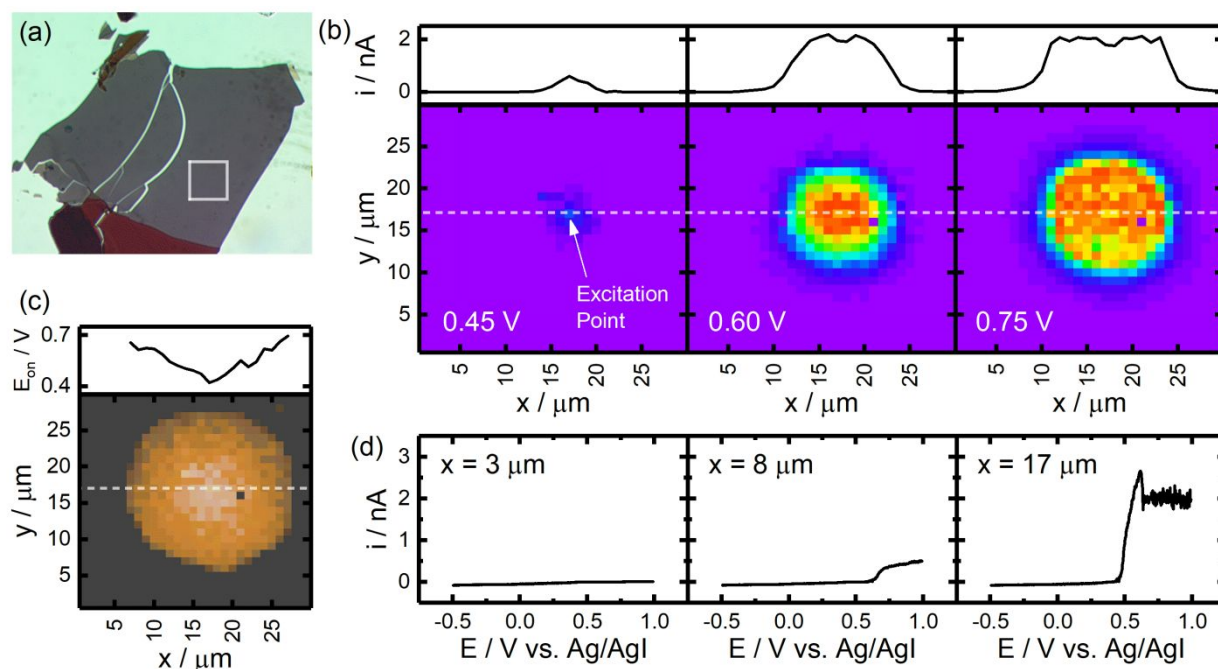 (a)
(b)
i / nA
2
0
y / μm
25
20
15
10
5
0.45 V
Excitation
Point
0.60 V
0.75 V
5 10 15 20 25
5 10 15 20 25
5 10 15 20 25
x / μm
x / μm
x / μm
(c)
E_on / V
0.7
0.4
y / μm
25
20
15
10
5
5 10 15 20 25
x / μm
(d)
i / nA
3
2
1
0
x = 3 μm
x = 8 μm
x = 17 μm
-0.5 0.0 0.5 1.0
-0.5 0.0 0.5 1.0
-0.5 0.0 0.5 1.0
E / V vs. Ag/AgI
E / V vs. Ag/AgI
E / V vs. Ag/AgI